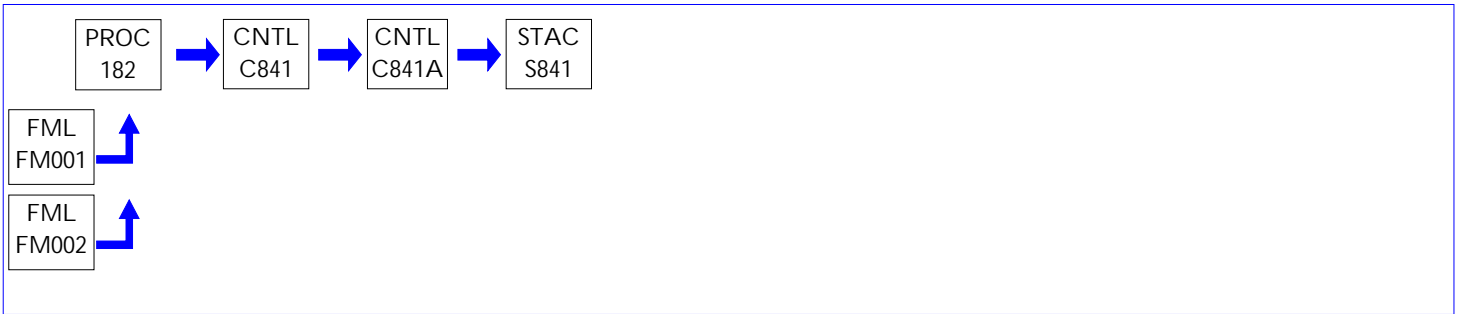 PROC
182
CNTL
C841
CNTL
C841A
STAC
S841
FML
FM001
FML
FM002